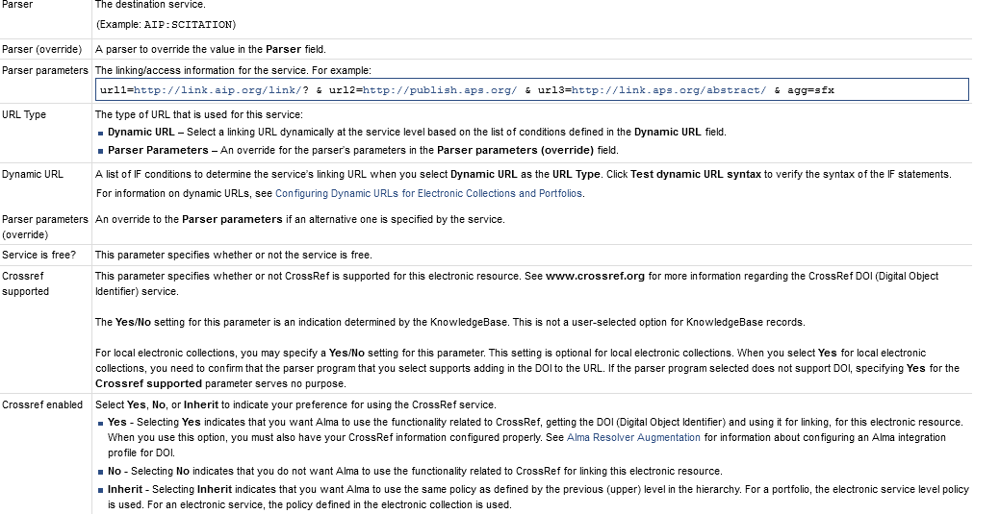 Parser
The destination service.
(Example: AIP:SCITATION)
Parser (override)
A parser to override the value in the Parser field.
Parser parameters
The linking/access information for the service. For example:
url1=http://link.aip.org/link/? & url2=http://publish.aps.org/ & url3=http://link.aps.org/abstract/ & agg=sfx
URL Type
The type of URL that is used for this service:
Dynamic URL – Select a linking URL dynamically at the service level based on the list of conditions defined in the Dynamic URL field.
Parser Parameters – An override for the parser's parameters in the Parser parameters (override) field.
Dynamic URL
A list of IF conditions to determine the service's linking URL when you select Dynamic URL as the URL Type. Click Test dynamic URL syntax to verify the syntax of the IF statements.
For information on dynamic URLs, see Configuring Dynamic URLs for Electronic Collections and Portfolios.
Parser parameters
(override)
An override to the Parser parameters if an alternative one is specified by the service.
Service is free?
This parameter specifies whether or not the service is free.
Crossref
supported
This parameter specifies whether or not CrossRef is supported for this electronic resource. See www.crossref.org for more information regarding the CrossRef DOI (Digital Object
Identifier) service.
The Yes/No setting for this parameter is an indication determined by the KnowledgeBase. This is not a user-selected option for KnowledgeBase records.
For local electronic collections, you may specify a Yes/No setting for this parameter. This setting is optional for local electronic collections. When you select Yes for local electronic
collections, you need to confirm that the parser program that you select supports adding in the DOI to the URL. If the parser program selected does not support DOI, specifying Yes for the
Crossref supported parameter serves no purpose.
Crossref enabled
Select Yes, No, or Inherit to indicate your preference for using the CrossRef service.
Yes - Selecting Yes indicates that you want Alma to use the functionality related to CrossRef, getting the DOI (Digital Object Identifier) and using it for linking, for this electronic resource.
When you use this option, you must also have your CrossRef information configured properly. See Alma Resolver Augmentation for information about configuring an Alma integration
profile for DOI.
No - Selecting No indicates that you do not want Alma to use the functionality related to CrossRef for linking this electronic resource.
Inherit - Selecting Inherit indicates that you want Alma to use the same policy as defined by the previous (upper) level in the hierarchy. For a portfolio, the electronic service level policy
is used. For an electronic service, the policy defined in the electronic collection is used.